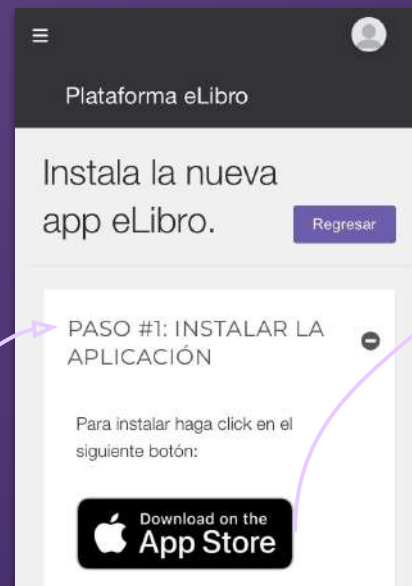 Plataforma eLibro
Instala la nueva
app eLibro.
Regresar
PASO #1: INSTALAR LA
APLICACIÓN
Para instalar haga click en el
siguiente botón:
Download on the
App Store